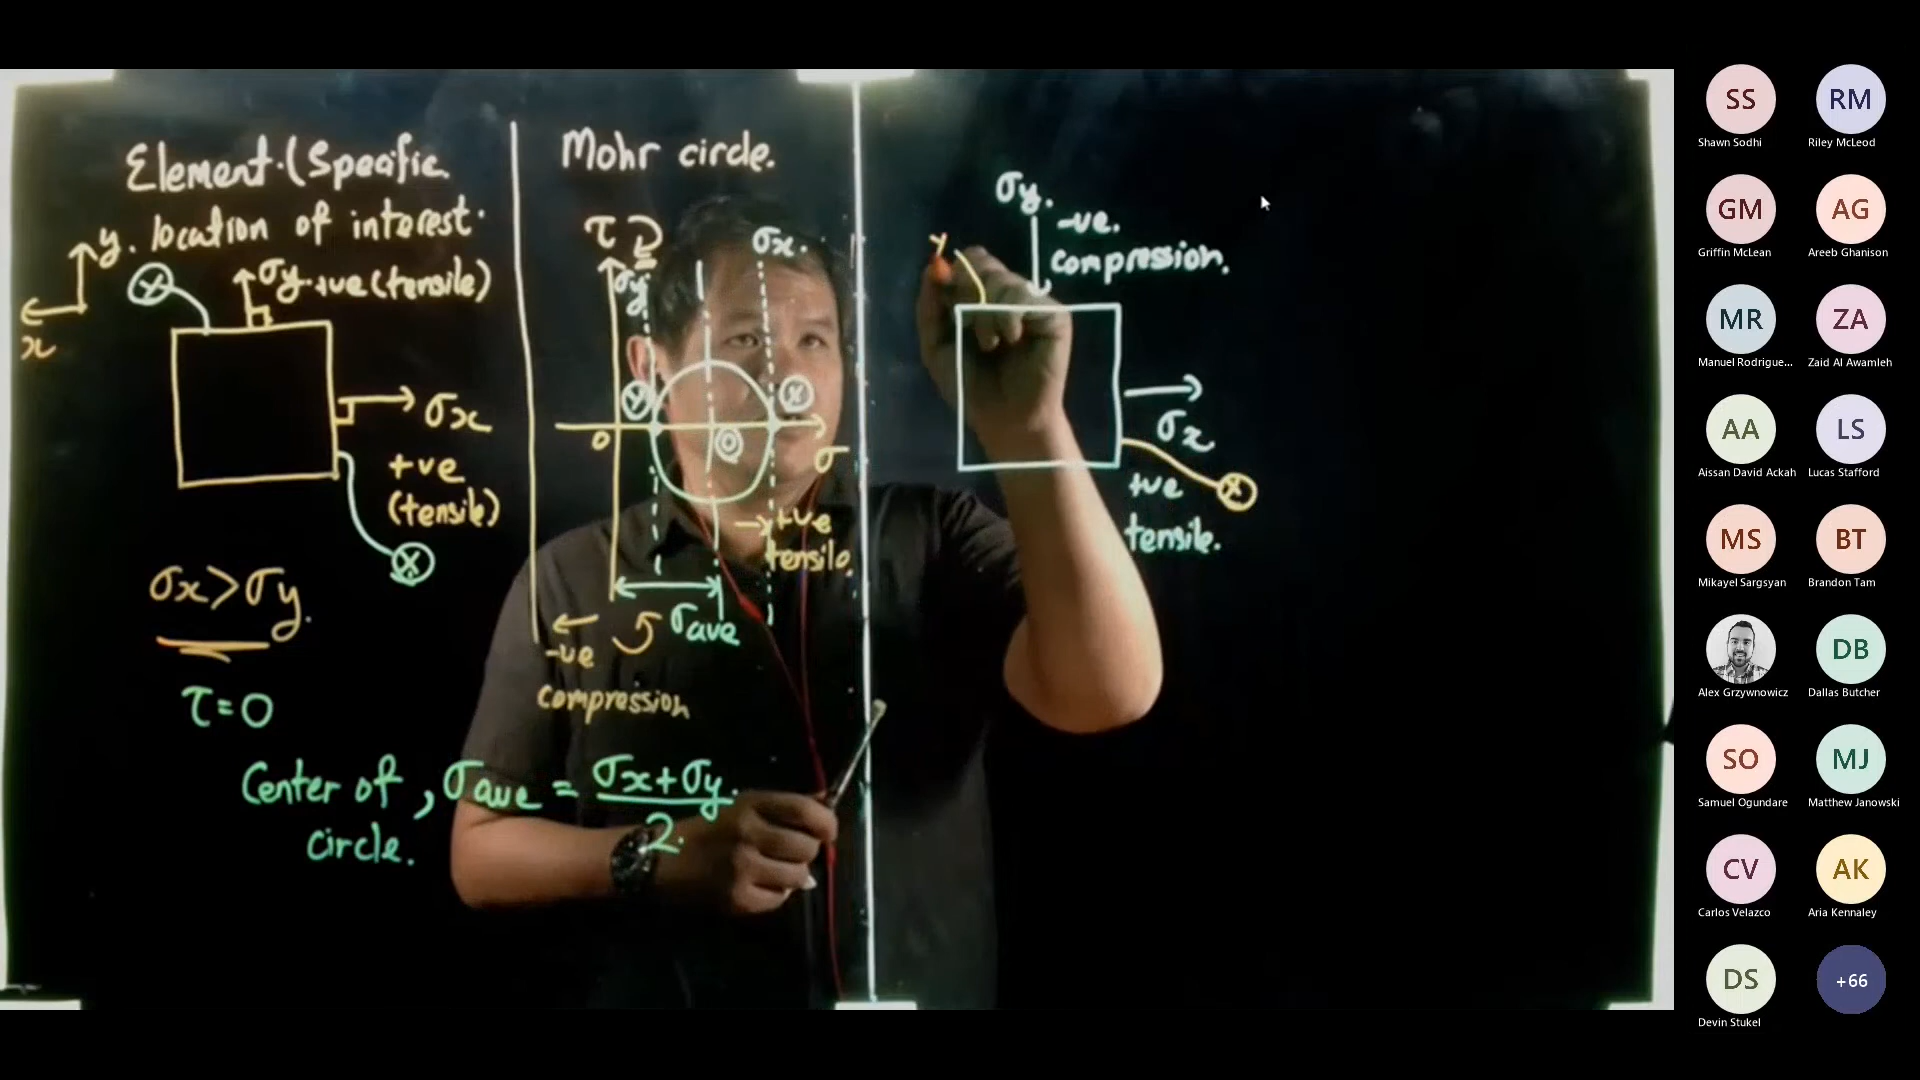 Element (Specific
location of interest.
y.
x
Y
σy +ve (tensile)
σx
+ve
(tensile)
X
σx > σy.
τ = 0
Center of , σave = σx + σy.
circle. 2.
Mohr circle.
τ
σy
σx.
Y
X
0
O
σ
+ve
tensile.
σave
-ve
compression
σy.
-ve.
compression.
Y
σx
X
+ve
tensile.
SS
Shawn Sodhi
RM
Riley McLeod
GM
Griffin McLean
AG
Areeb Ghanison
MR
Manuel Rodrigue...
ZA
Zaid Al Awamleh
AA
Aissan David Ackah
LS
Lucas Stafford
MS
Mikayel Sargsyan
BT
Brandon Tam
Alex Grzywnowicz
DB
Dallas Butcher
SO
Samuel Ogundare
MJ
Matthew Janowski
CV
Carlos Velazco
AK
Aria Kennaley
DS
Devin Stukel
+66